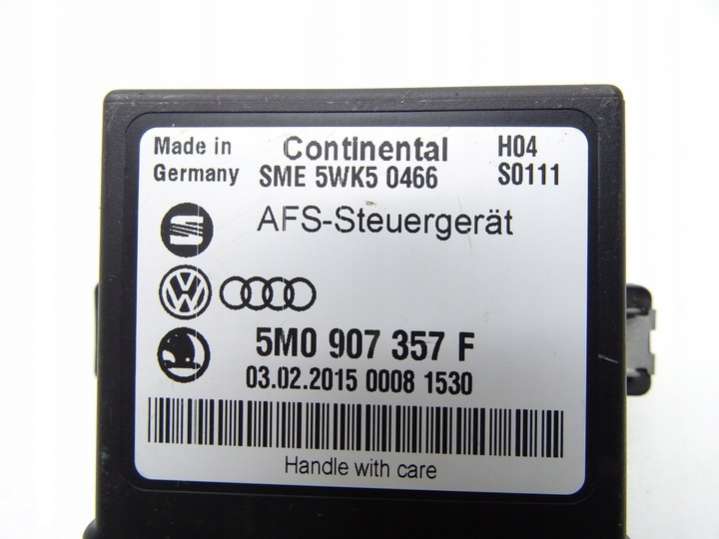 Made in
Germany
Continental
SME 5WK5 0466
H04
S0111
AFS-Steuergerät
5M0 907 357 F
03.02.2015 0008 1530
Handle with care